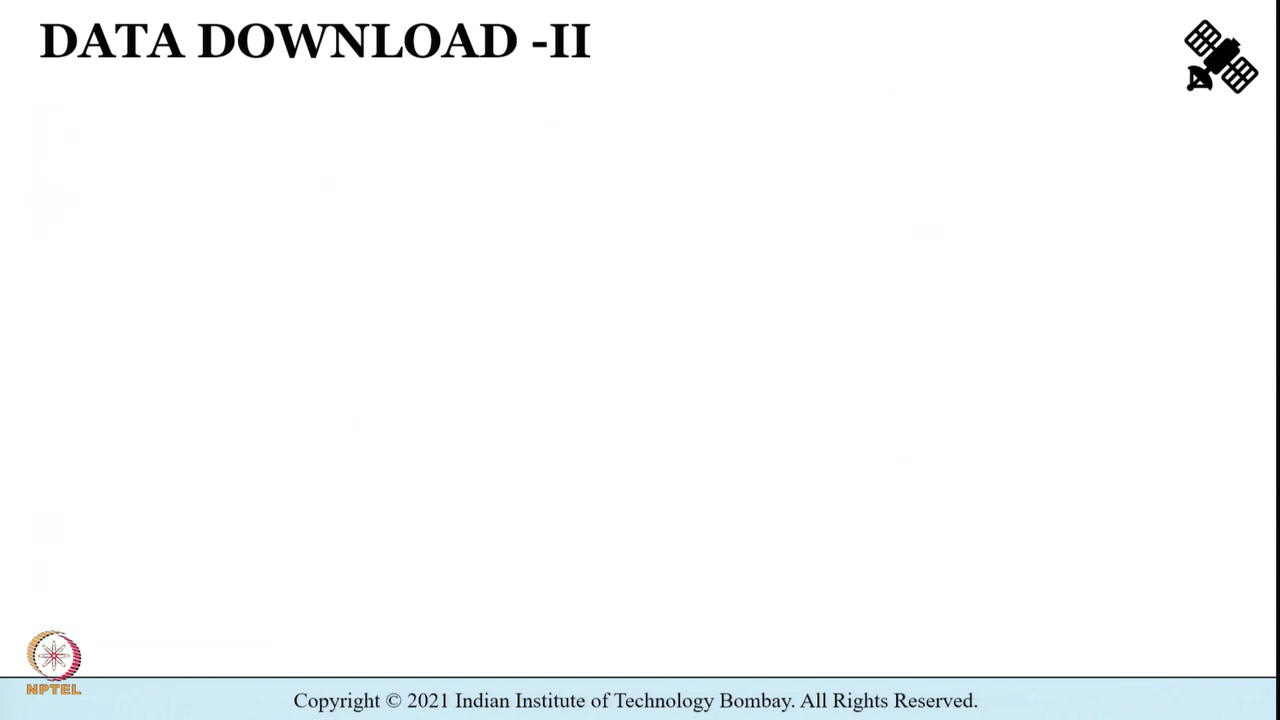 DATA DOWNLOAD -II
NPTEL
Copyright © 2021 Indian Institute of Technology Bombay. All Rights Reserved.